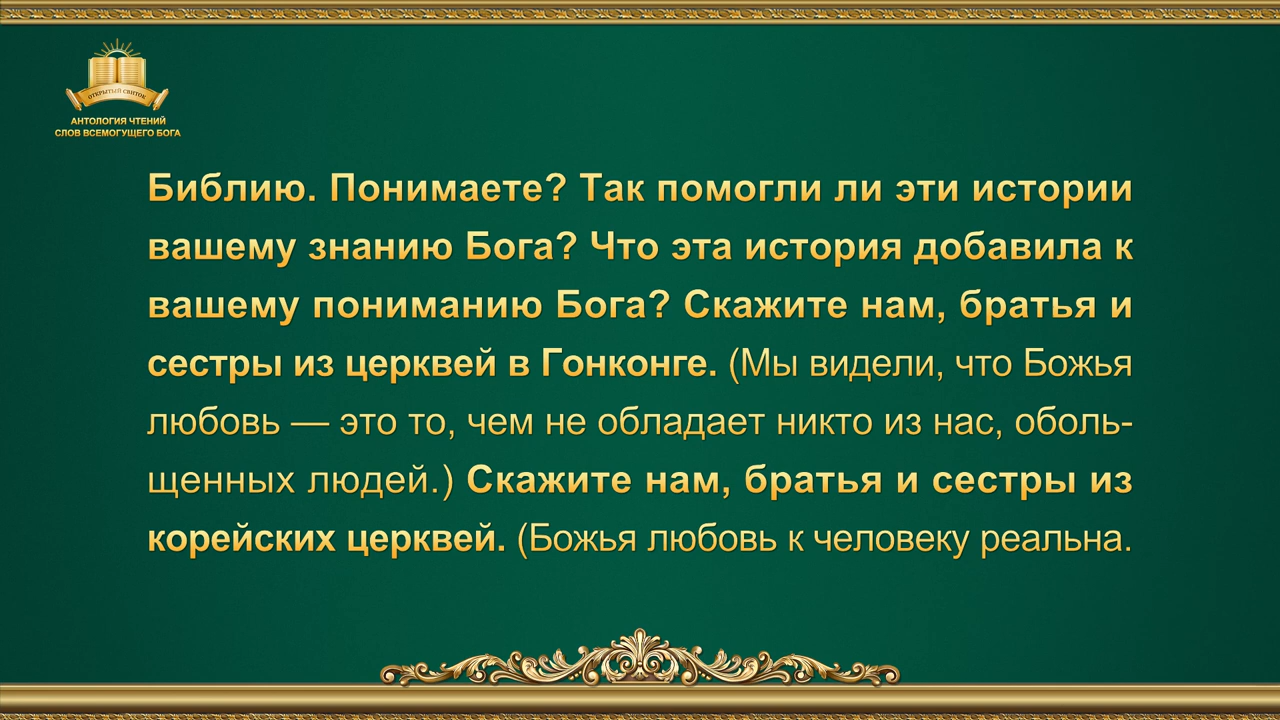 ОТКРЫТЫЙ СВИТОК
АНТОЛОГИЯ ЧТЕНИЙ
СЛОВ ВСЕМОГУЩЕГО БОГА
Библию. Понимаете? Так помогли ли эти истории
вашему знанию Бога? Что эта история добавила к
вашему пониманию Бога? Скажите нам, братья и
сестры из церквей в Гонконге. (Мы видели, что Божья
любовь — это то, чем не обладает никто из нас, оболь-
щенных людей.) Скажите нам, братья и сестры из
корейских церквей. (Божья любовь к человеку реальна.